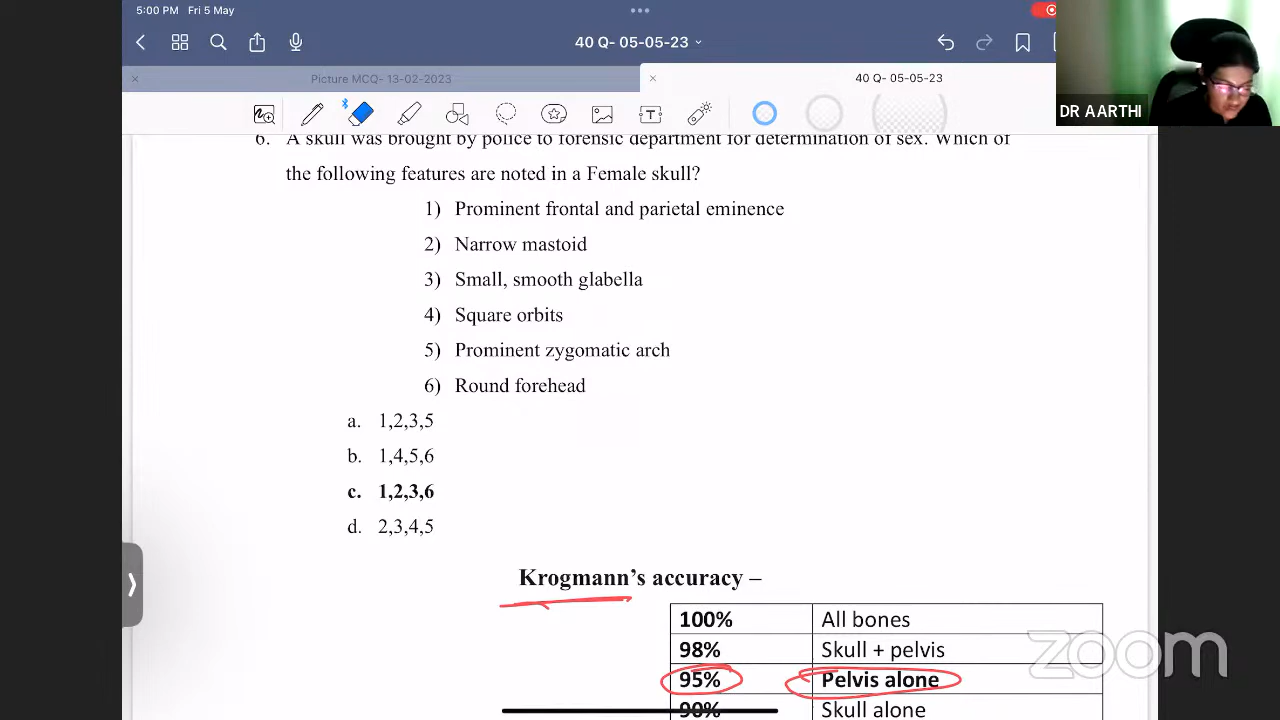 5:00 PM Fri 5 May
40 Q- 05-05-23
Picture MCQ- 13-02-2023
40 Q- 05-05-23
DR AARTHI
6. A skull was brought by police to forensic department for determination of sex. Which of
the following features are noted in a Female skull?
1) Prominent frontal and parietal eminence
2) Narrow mastoid
3) Small, smooth glabella
4) Square orbits
5) Prominent zygomatic arch
6) Round forehead
a. 1,2,3,5
b. 1,4,5,6
c. 1,2,3,6
d. 2,3,4,5
Krogmann's accuracy –
100% All bones
98% Skull + pelvis
95% Pelvis alone
90% Skull alone
zoom